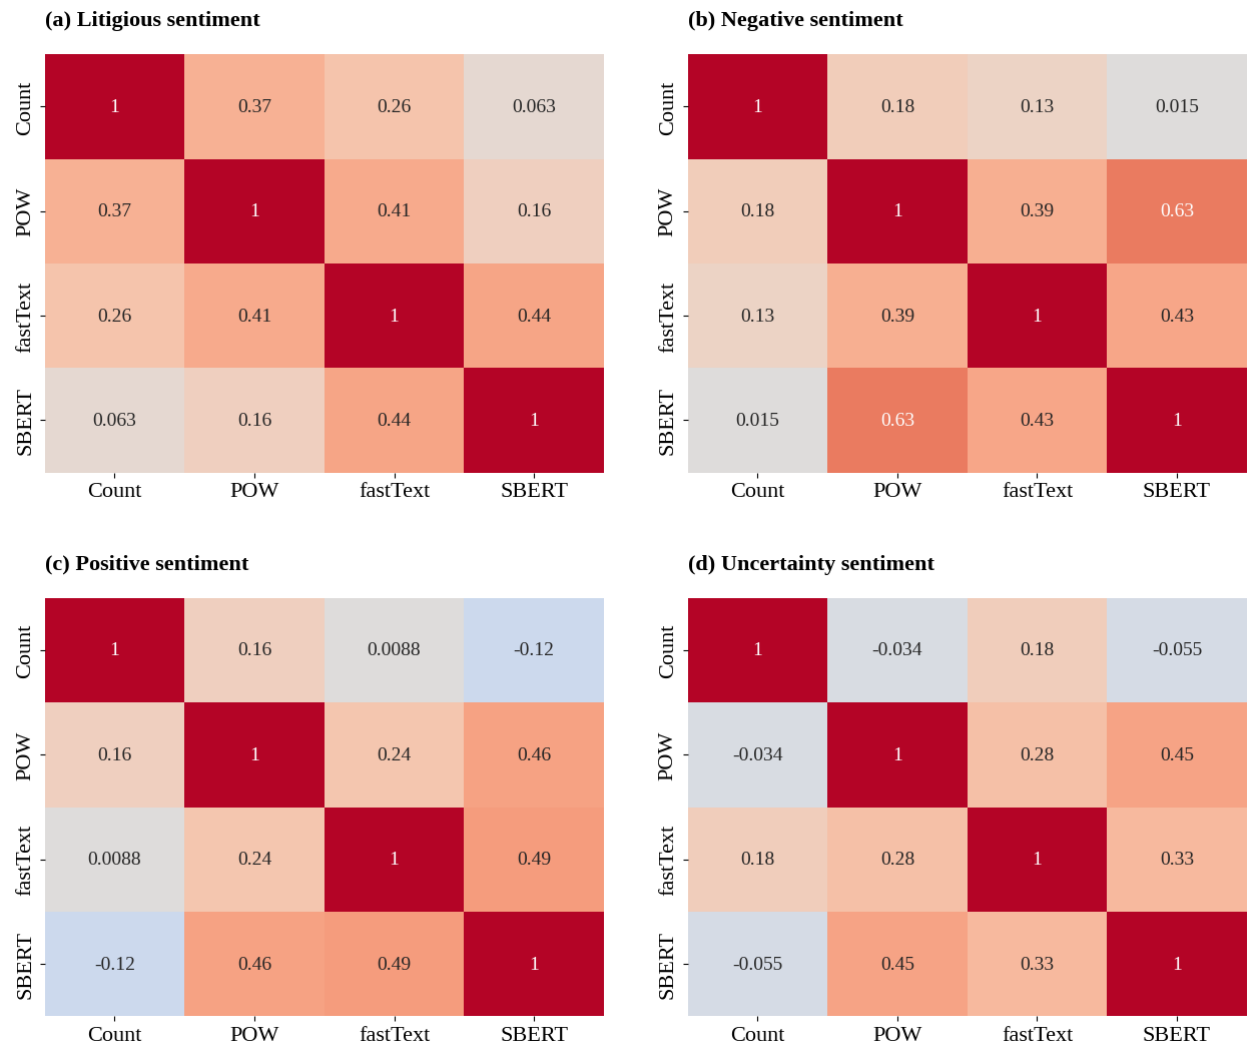 (a) Litigious sentiment
Count 1 0.37 0.26 0.063
POW 0.37 1 0.41 0.16
fastText 0.26 0.41 1 0.44
SBERT 0.063 0.16 0.44 1
Count POW fastText SBERT
(b) Negative sentiment
Count 1 0.18 0.13 0.015
POW 0.18 1 0.39 0.63
fastText 0.13 0.39 1 0.43
SBERT 0.015 0.63 0.43 1
Count POW fastText SBERT
(c) Positive sentiment
Count 1 0.16 0.0088 -0.12
POW 0.16 1 0.24 0.46
fastText 0.0088 0.24 1 0.49
SBERT -0.12 0.46 0.49 1
Count POW fastText SBERT
(d) Uncertainty sentiment
Count 1 -0.034 0.18 -0.055
POW -0.034 1 0.28 0.45
fastText 0.18 0.28 1 0.33
SBERT -0.055 0.45 0.33 1
Count POW fastText SBERT